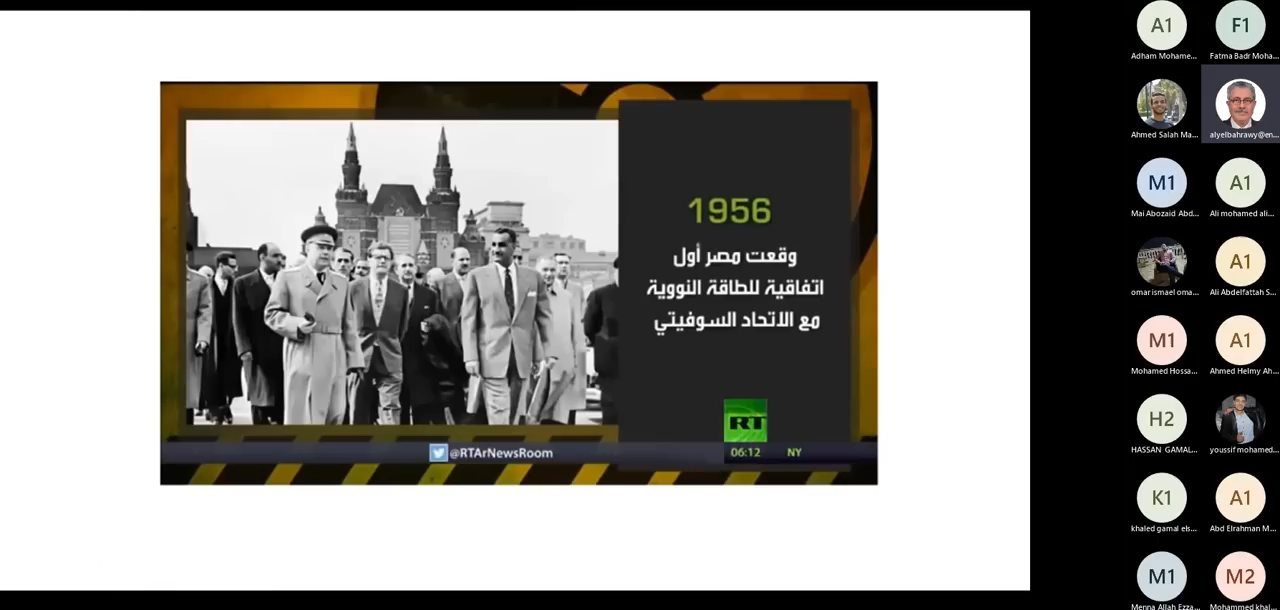 1956
وقعت مصر أول
اتفاقية للطاقة النووية
مع الاتحاد السوفيتي
RT
06:12 NY
@RTArNewsRoom
A1
Adham Mohame...
F1
Fatma Badr Moha...
Ahmed Salah Ma...
alyelbahrawy@en...
M1
Mai Abozaid Abd...
A1
Ali mohamed ali...
omar ismael oma...
A1
Ali Abdelfattah S...
M1
Mohamed Hossa...
A1
Ahmed Helmy Ah...
H2
HASSAN GAMAL...
youssif mohamed...
K1
khaled gamal els...
A1
Abd Elrahman M...
M1
Menna Allah Ezza...
M2
Mohammed khal...